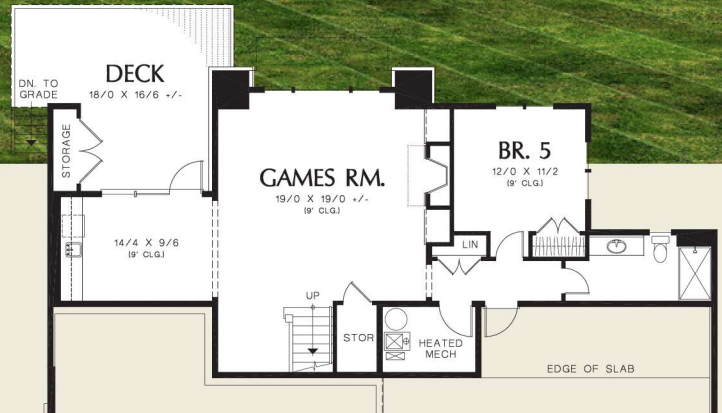 DECK
18/0 X 16/6 +/-
DN. TO
GRADE
STORAGE
GAMES RM.
19/0 X 19/0 +/-
(9' CLG.)
BR. 5
12/0 X 11/2
(9' CLG.)
14/4 X 9/6
(9' CLG.)
LIN
UP
STOR
HEATED
MECH
EDGE OF SLAB